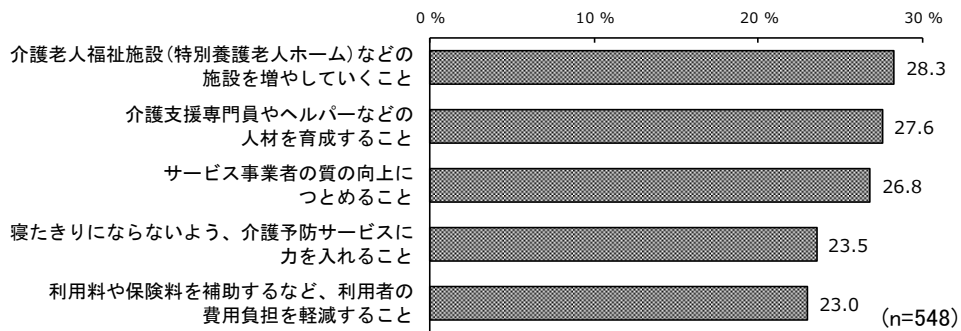 0 % 10 % 20 % 30 %
介護老人福祉施設(特別養護老人ホーム)などの
施設を増やしていくこと
28.3
介護支援専門員やヘルパーなどの
人材を育成すること
27.6
サービス事業者の質の向上に
つとめること
26.8
寝たきりにならないよう、介護予防サービスに
力を入れること
23.5
利用料や保険料を補助するなど、利用者の
費用負担を軽減すること
23.0
(n=548)